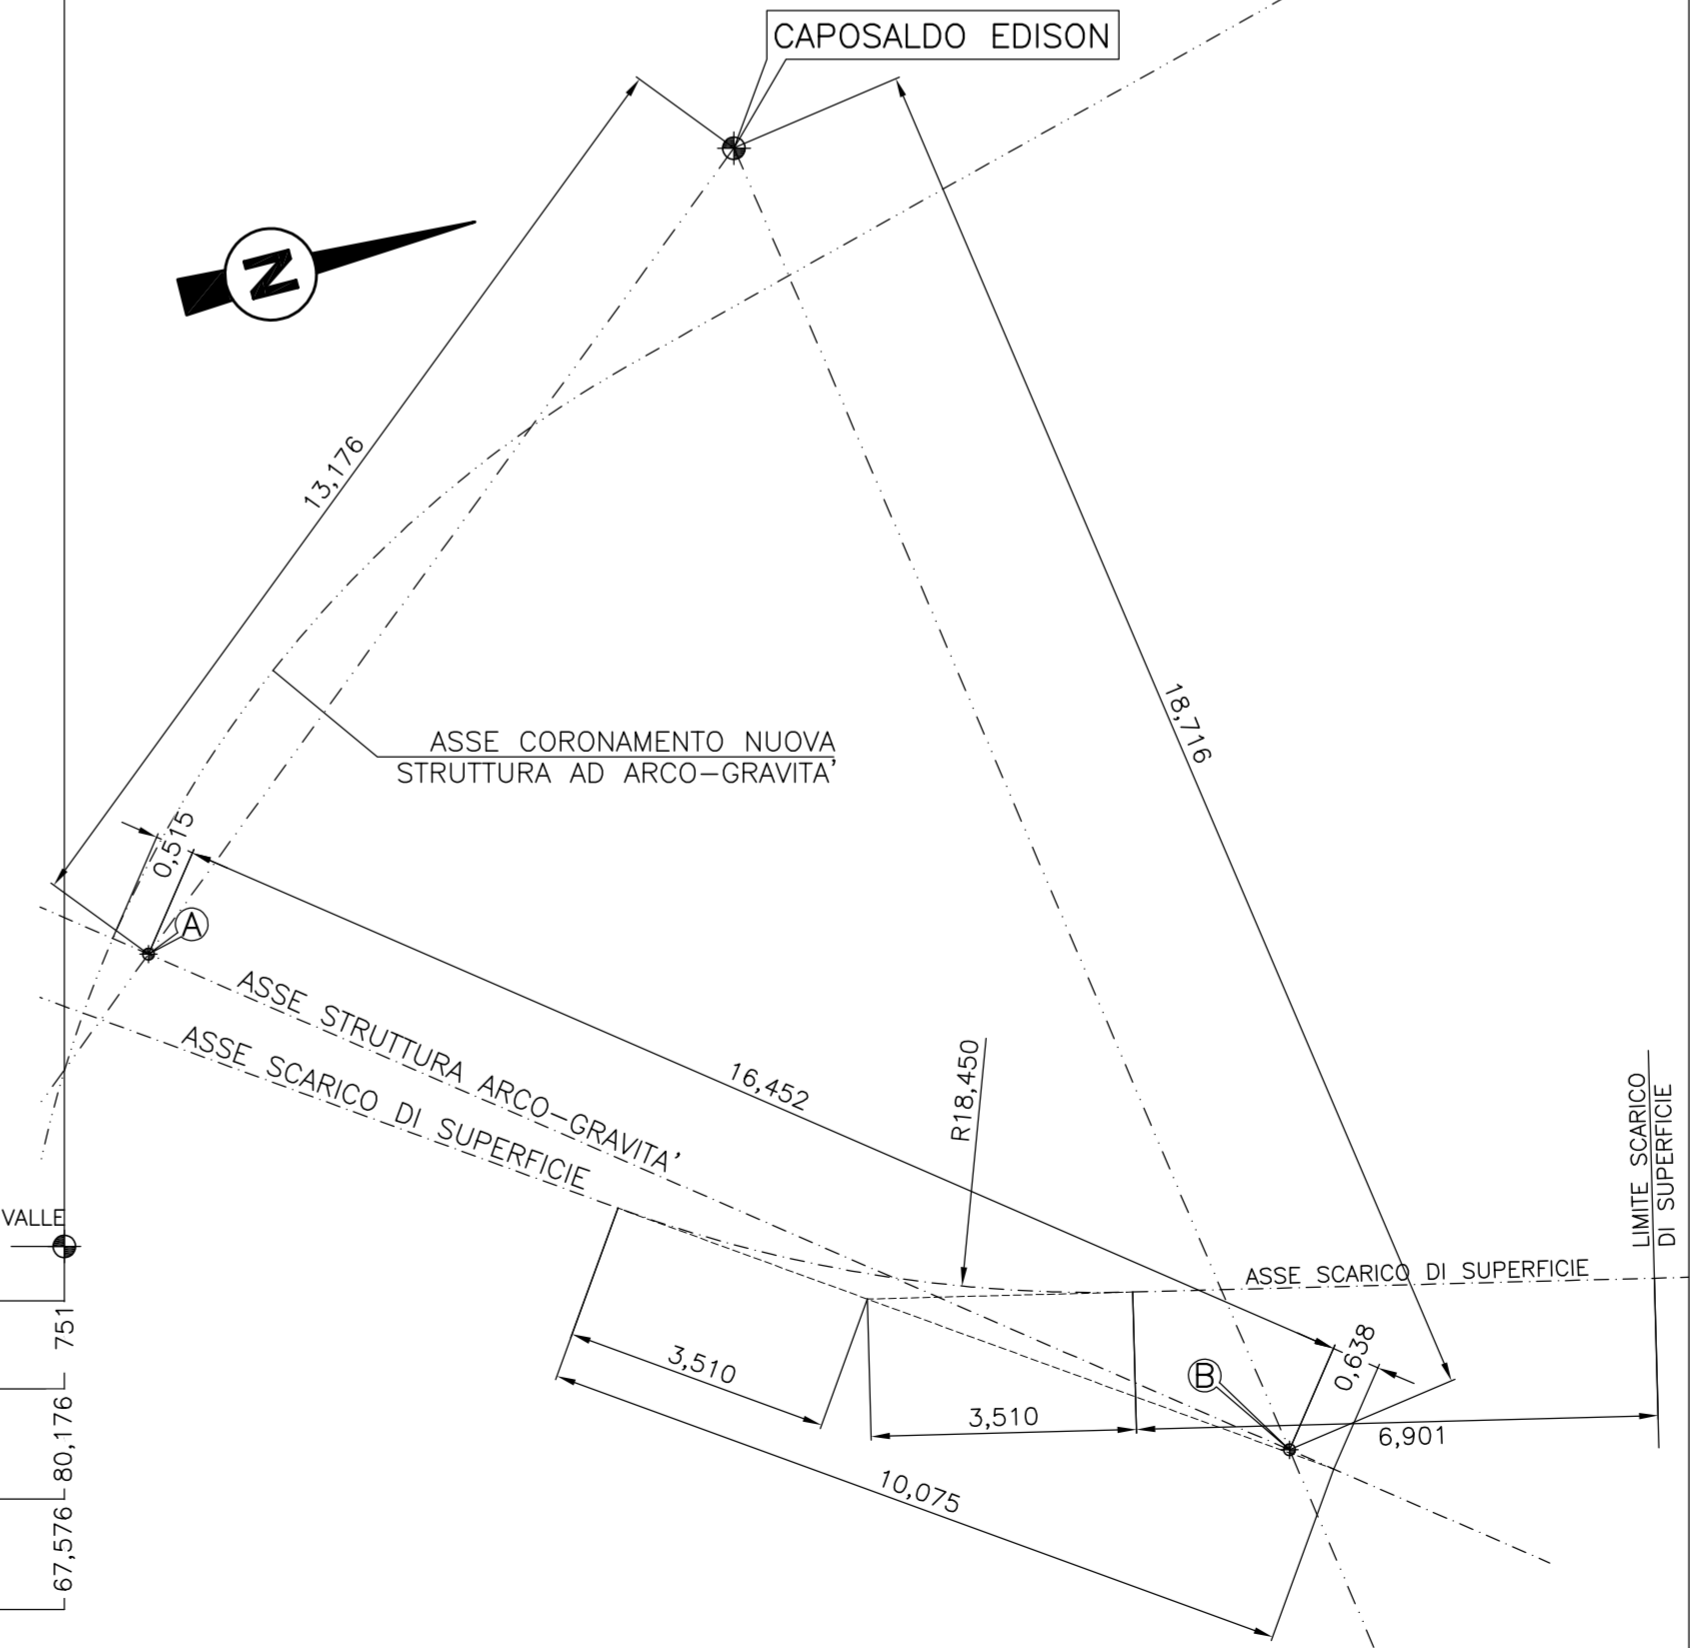 CAPOSALDO EDISON
N
13,176
18,716
ASSE CORONAMENTO NUOVA
STRUTTURA AD ARCO-GRAVITA'
0,515
A
ASSE STRUTTURA ARCO-GRAVITA'
ASSE SCARICO DI SUPERFICIE
16,452
R18,450
LIMITE SCARICO
DI SUPERFICIE
VALLE
ASSE SCARICO DI SUPERFICIE
751
3,510
0,638
B
3,510
6,901
80,176
10,075
67,576